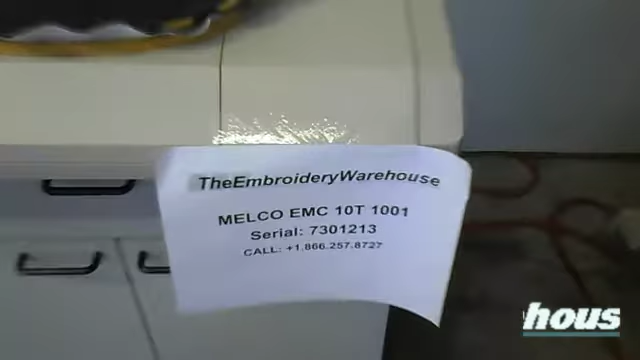 TheEmbroideryWarehouse
MELCO EMC 10T 1001
Serial: 7301213
CALL: +1.866.257.8727
hous